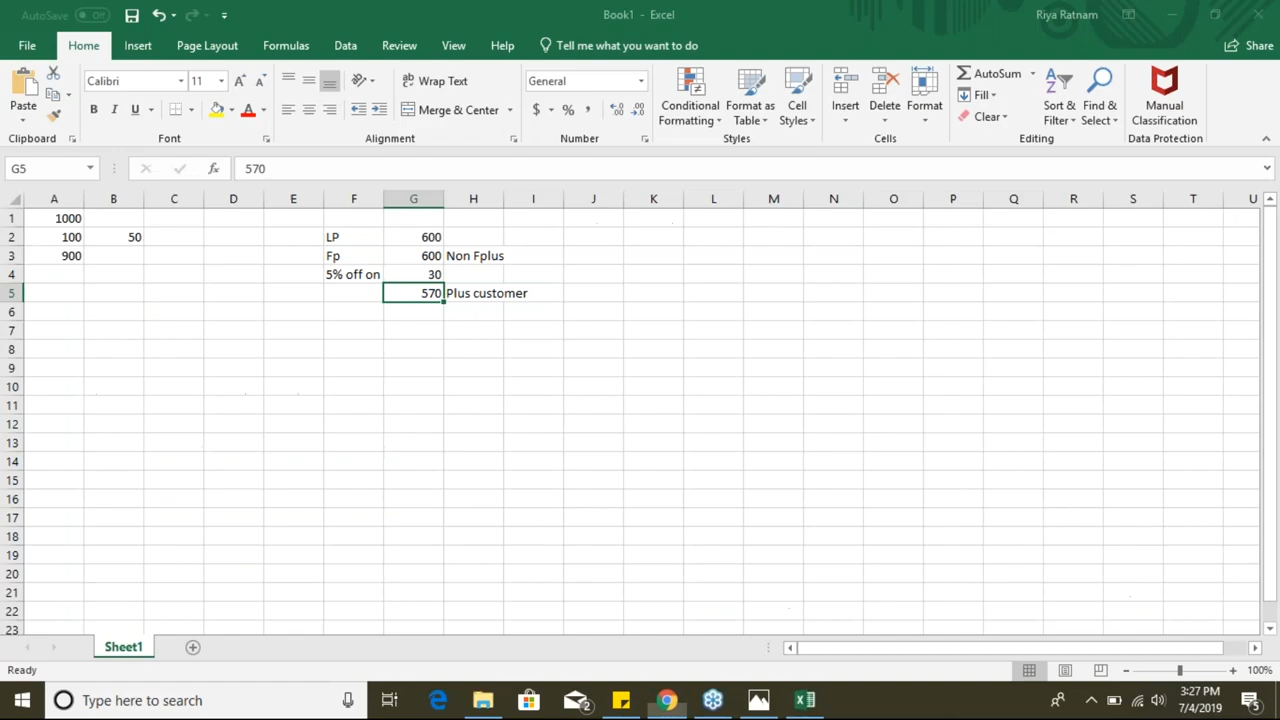 AutoSave Off Book1 - Excel Riya Ratnam
File Home Insert Page Layout Formulas Data Review View Help Tell me what you want to do Share
Calibri 11 Wrap Text General AutoSum
Paste B I U Merge & Center $ % , Conditional Formatting Format as Table Cell Styles Insert Delete Format Fill Clear Sort & Filter Find & Select Manual Classification
Clipboard Font Alignment Number Styles Cells Editing Data Protection
G5 fx 570
A B C D E F G H I J K L M N O P Q R S T U
1 1000
2 100 50 LP 600
3 900 Fp 600 Non Fplus
4 5% off on 30
5 570 Plus customer
6
7
8
9
10
11
12
13
14
15
16
17
18
19
20
21
22
23
Sheet1
Ready 100%
Type here to search 2 3:27 PM
7/4/2019 5